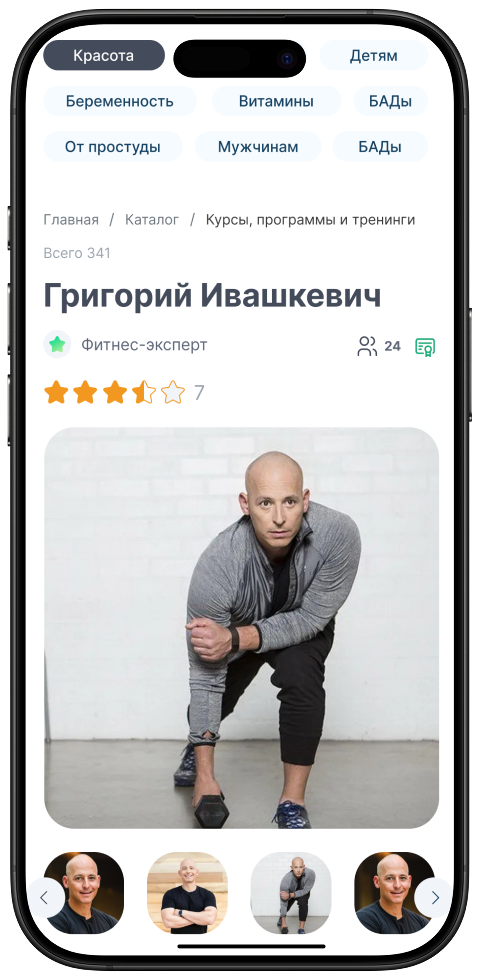 Красота Детям
Беременность Витамины БАДы
От простуды Мужчинам БАДы
Главная / Каталог / Курсы, программы и тренинги
Всего 341
Григорий Ивашкевич
Фитнес-эксперт 24
7